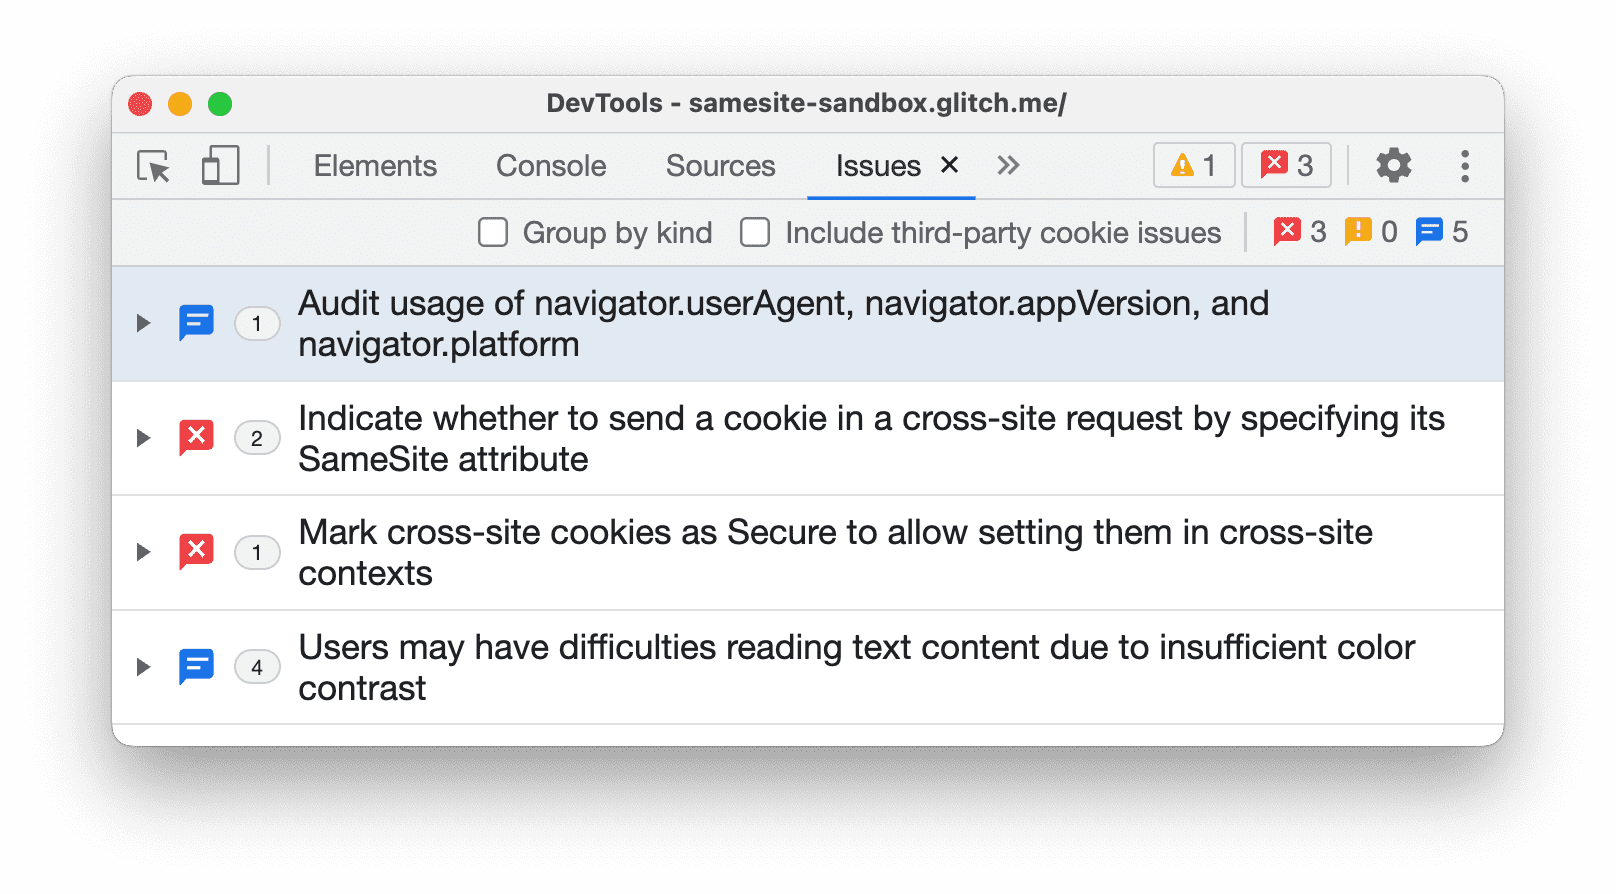 DevTools - samesite-sandbox.glitch.me/
Elements Console Sources Issues 1 3
Group by kind Include third-party cookie issues 3 0 5
1 Audit usage of navigator.userAgent, navigator.appVersion, and
navigator.platform
2 Indicate whether to send a cookie in a cross-site request by specifying its
SameSite attribute
1 Mark cross-site cookies as Secure to allow setting them in cross-site
contexts
4 Users may have difficulties reading text content due to insufficient color
contrast